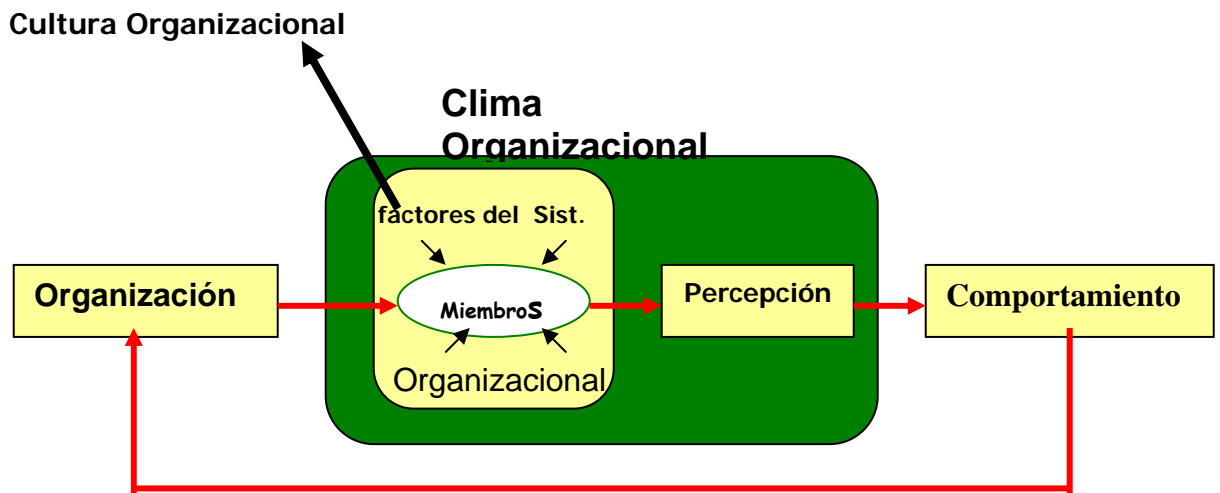 Cultura Organizacional
Clima
Organizacional
factores del Sist.
Organización
MiembroS
Percepción
Comportamiento
Organizacional